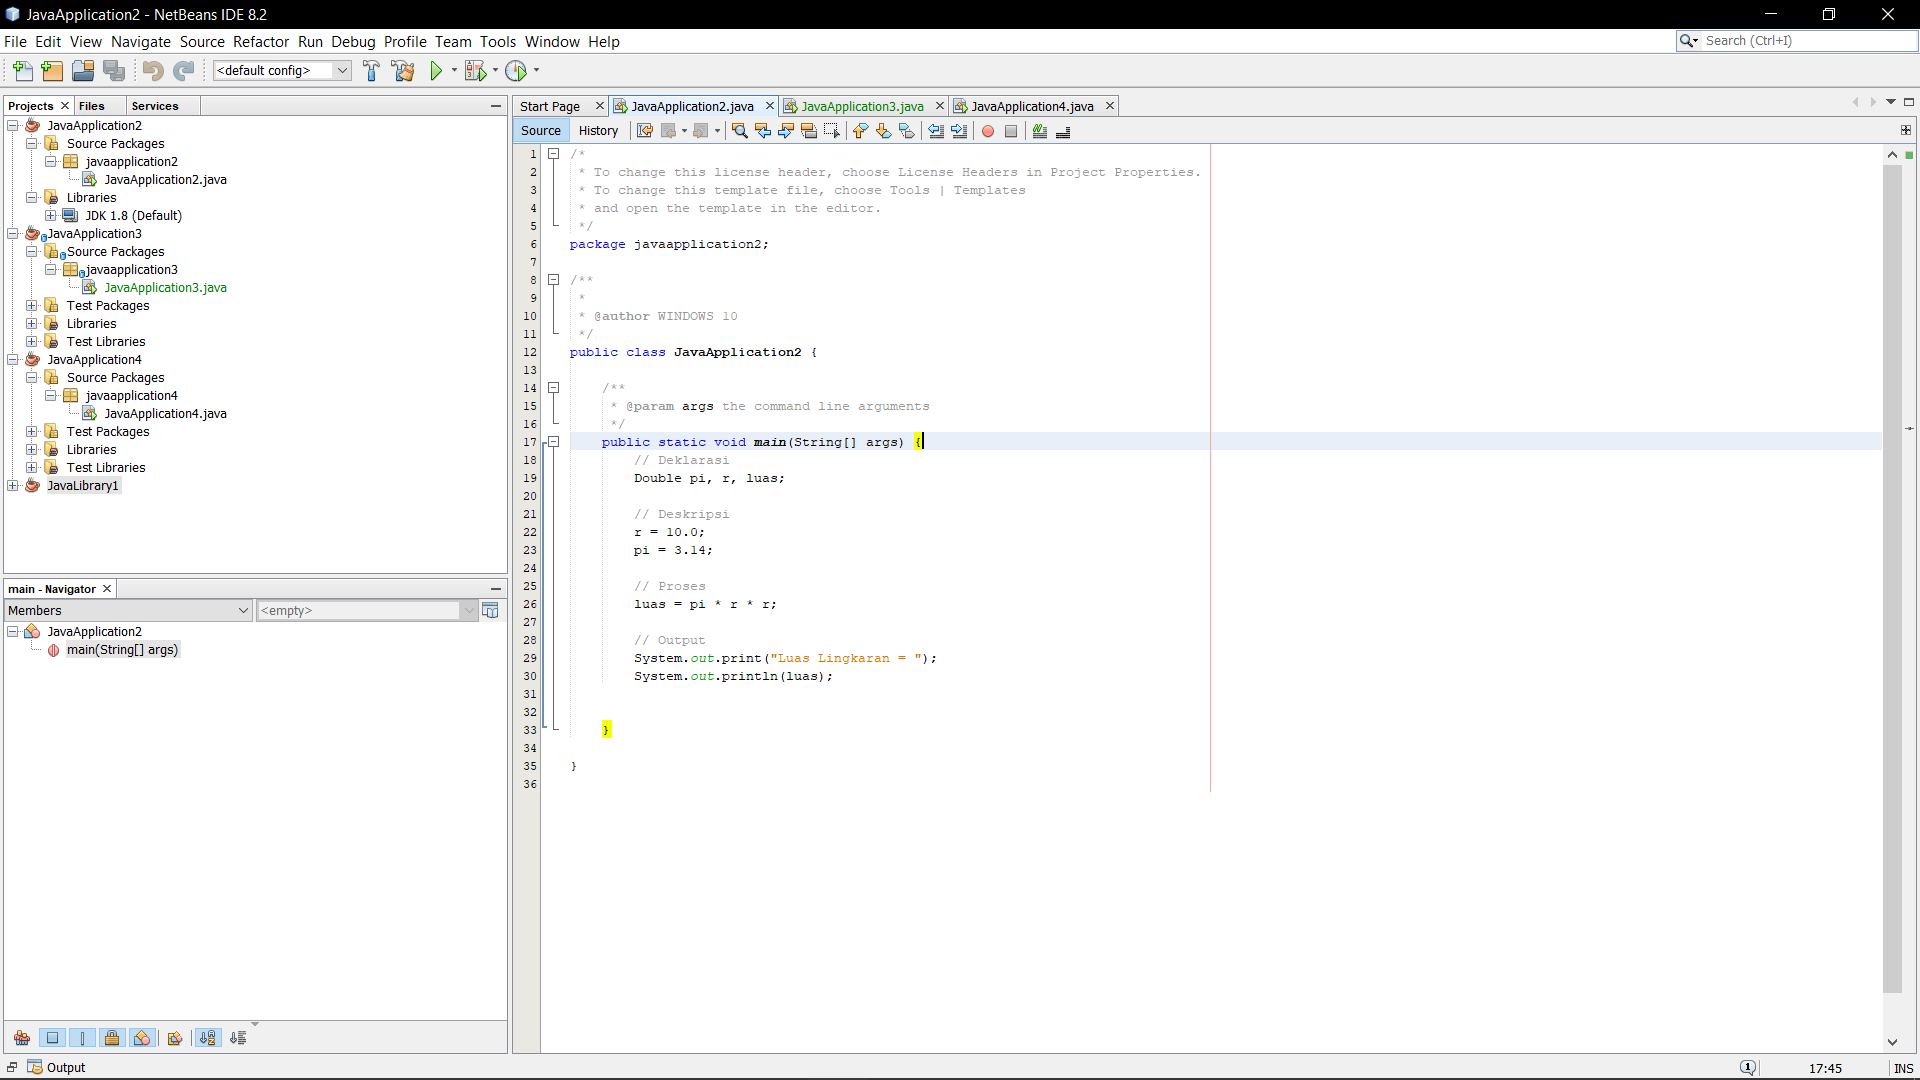 JavaApplication2 - NetBeans IDE 8.2
File Edit View Navigate Source Refactor Run Debug Profile Team Tools Window Help
Search (Ctrl+I)
<default config>
Projects Files Services
JavaApplication2
Source Packages
javaapplication2
JavaApplication2.java
Libraries
JDK 1.8 (Default)
JavaApplication3
Source Packages
javaapplication3
JavaApplication3.java
Test Packages
Libraries
Test Libraries
JavaApplication4
Source Packages
javaapplication4
JavaApplication4.java
Test Packages
Libraries
Test Libraries
JavaLibrary1
main - Navigator
Members <empty>
JavaApplication2
main(String[] args)
Start Page JavaApplication2.java JavaApplication3.java JavaApplication4.java
Source History
1 /*
2 * To change this license header, choose License Headers in Project Properties.
3 * To change this template file, choose Tools | Templates
4 * and open the template in the editor.
5 */
6 package javaapplication2;
7
8 /**
9 *
10 * @author WINDOWS 10
11 */
12 public class JavaApplication2 {
13
14 /**
15 * @param args the command line arguments
16 */
17 public static void main(String[] args) {
18 // Deklarasi
19 Double pi, r, luas;
20
21 // Deskripsi
22 r = 10.0;
23 pi = 3.14;
24
25 // Proses
26 luas = pi * r * r;
27
28 // Output
29 System.out.print("Luas Lingkaran = ");
30 System.out.println(luas);
31
32
33 }
34
35 }
36
Output
1
17:45 INS